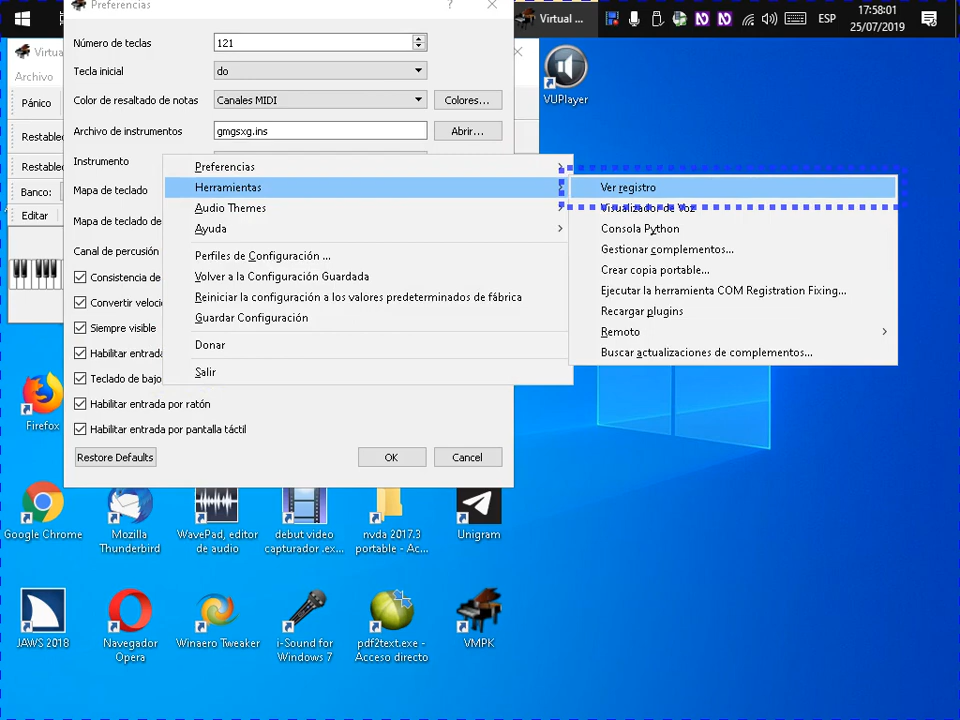 Preferencias
?
Virtual ...
ESP
17:58:01
25/07/2019
Número de teclas
121
Virtua
Archivo
Tecla inicial
do
Pánico
Color de resaltado de notas
Canales MIDI
Colores...
VUPlayer
Restablec
Archivo de instrumentos
gmgsxg.ins
Abrir...
Restablec
Instrumento
Preferencias
Banco:
Mapa de teclado
Herramientas
Ver registro
Editar
Mapa de teclado de
Audio Themes
Visualizador de Voz
Ayuda
Consola Python
Canal de percusión
Perfiles de Configuración ...
Gestionar complementos...
Consistencia de
Volver a la Configuración Guardada
Crear copia portable...
Convertir veloci
Reiniciar la configuración a los valores predeterminados de fábrica
Ejecutar la herramienta COM Registration Fixing...
Siempre visible
Guardar Configuración
Recargar plugins
Remoto
Habilitar entrada
Donar
Buscar actualizaciones de complementos...
Teclado de bajo
Salir
Habilitar entrada por ratón
Habilitar entrada por pantalla táctil
Restore Defaults
OK
Cancel
Firefox
Google Chrome
Mozilla
Thunderbird
WavePad, editor
de audio
debut video
capturador .ex...
nvda 2017.3
portable - Ac...
Unigram
JAWS 2018
Navegador
Opera
Winaero Tweaker
i-Sound for
Windows 7
pdf2text.exe -
Acceso directo
VMPK